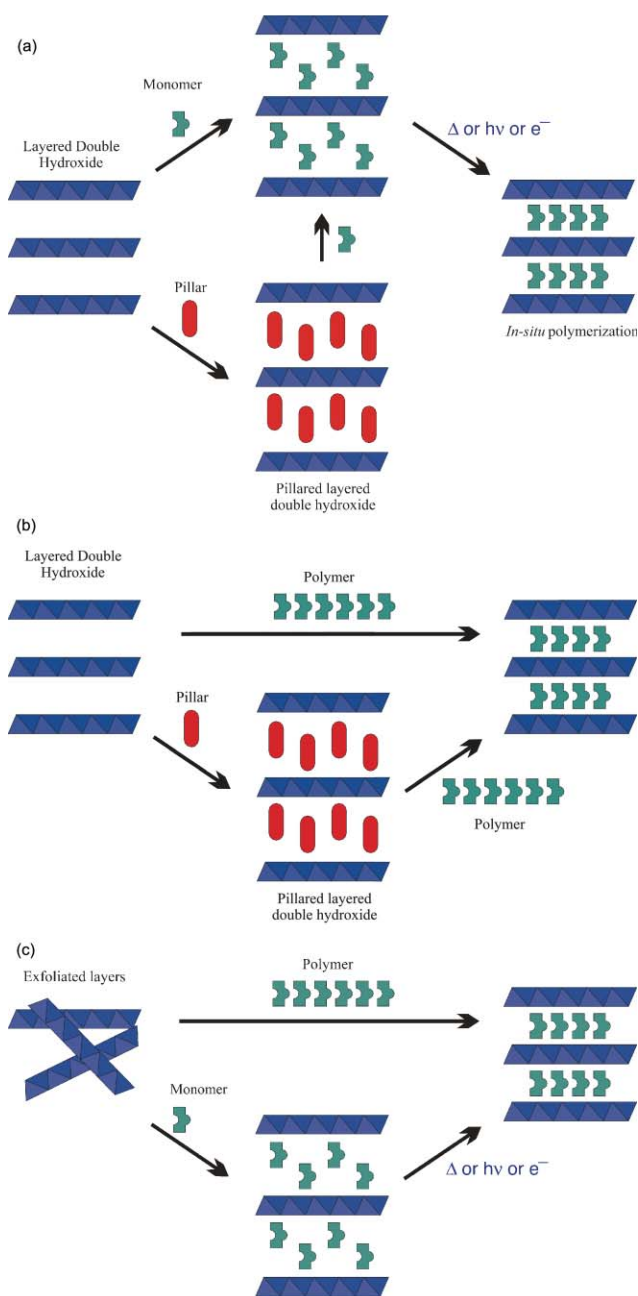 (a)
Monomer
Layered Double
Hydroxide
Δ or hν or e⁻
Pillar
In-situ polymerization
Pillared layered
double hydroxide
(b)
Layered Double
Hydroxide
Polymer
Pillar
Polymer
Pillared layered
double hydroxide
(c)
Exfoliated layers
Polymer
Monomer
Δ or hν or e⁻